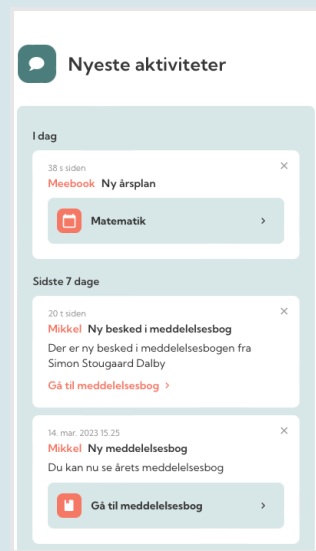 Nyeste aktiviteter
I dag
38 s siden
Meebook Ny årsplan
Matematik
Sidste 7 dage
20 t siden
Mikkel Ny besked i meddelelsesbog
Der er ny besked i meddelelsesbogen fra
Simon Stougaard Dalby
Gå til meddelelsesbog
14. mar. 2023 15.25
Mikkel Ny meddelelsesbog
Du kan nu se årets meddelelsesbog
Gå til meddelelsesbog